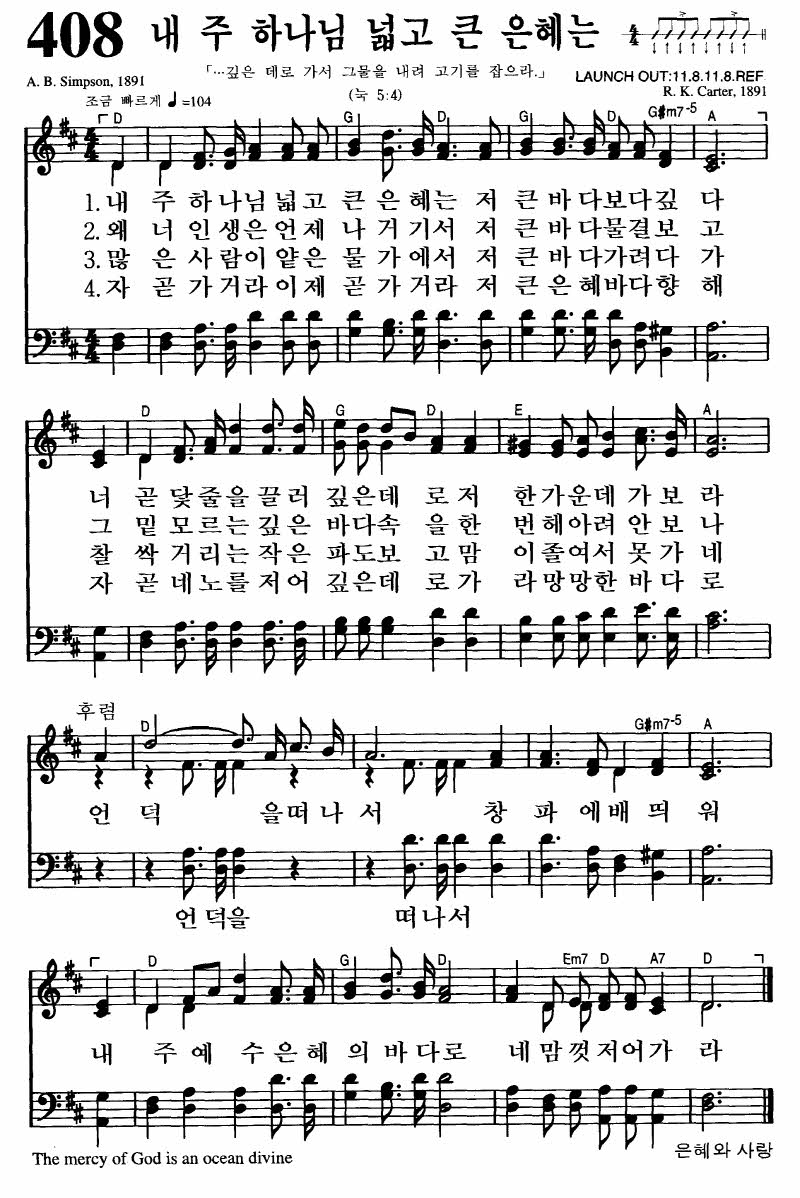 408 내 주 하나님 넓고 큰 은혜는
「…깊은 데로 가서 그물을 내려 고기를 잡으라.」
A. B. Simpson, 1891
LAUNCH OUT:11.8.11.8.REF.
조금 빠르게 ♩=104
(눅 5:4)
R. K. Carter, 1891
D G D G D G#m7-5 A
4/4
1. 내 주 하나님 넓고 큰 은 혜는 저 큰 바다보다깊 다
2. 왜 너 인 생은 언 제 나 거 기서 저 큰 바다물결보 고
3. 많 은 사 람이 얕은 물 가에서 저 큰 바다가려다 가
4. 자 곧 가 거라 이제 곧 가거라 저 큰 은 혜바다향 해
4/4
D G D E A
너 곧 닻 줄을 끌러 깊은데 로 저 한가운데 가 보 라
그 밑 모르는 깊은 바다속 을 한 번헤아려 안 보 나
찰 싹 거리는 작은 파도보 고 맘 이졸여서 못 가 네
자 곧 네 노를 저어 깊은데 로 가 라망망한 바 다 로
후렴
D G#m7-5 A
언 덕 을떠나 서 창 파 에배 띄 워
언 덕을 떠나서
D G D Em7 D A7 D
내 주 예 수은 혜 의 바 다로 네 맘 껏 저어가 라
The mercy of God is an ocean divine
은혜와 사랑